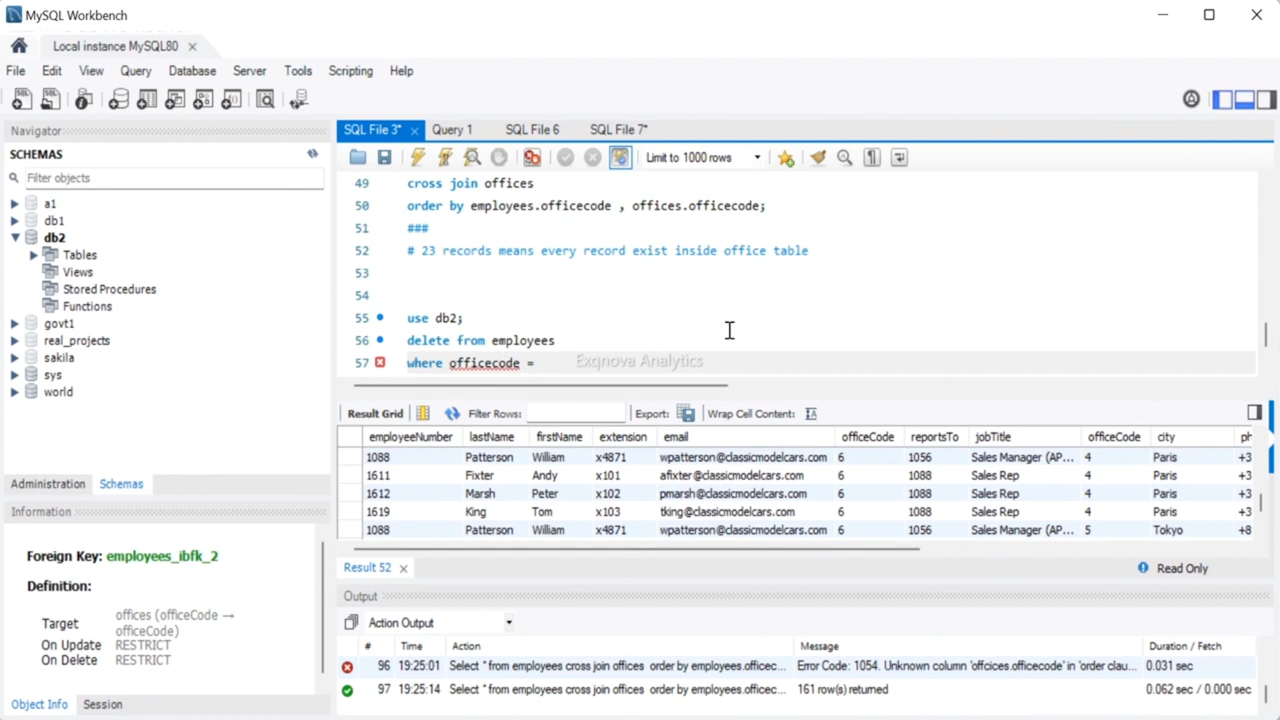 MySQL Workbench
Local instance MySQL80
File Edit View Query Database Server Tools Scripting Help
Navigator
SCHEMAS
Filter objects
a1
db1
db2
Tables
Views
Stored Procedures
Functions
govt1
real_projects
sakila
sys
world
Administration Schemas
Information
Foreign Key: employees_ibfk_2
Definition:
Target offices (officeCode → officeCode)
On Update RESTRICT
On Delete RESTRICT
Object Info Session
SQL File 3* Query 1 SQL File 6 SQL File 7*
Limit to 1000 rows
49 cross join offices
50 order by employees.officecode , offices.officecode;
51 ###
52 # 23 records means every record exist inside office table
53
54
55 use db2;
56 delete from employees
57 where officecode =
Exqnova Analytics
Result Grid Filter Rows: Export: Wrap Cell Content:
employeeNumber lastName firstName extension email officeCode reportsTo jobTitle officeCode city ph
1088 Patterson William x4871 wpatterson@classicmodelcars.com 6 1056 Sales Manager (AP... 4 Paris +3
1611 Fixter Andy x101 afixter@classicmodelcars.com 6 1088 Sales Rep 4 Paris +3
1612 Marsh Peter x102 pmarsh@classicmodelcars.com 6 1088 Sales Rep 4 Paris +3
1619 King Tom x103 tking@classicmodelcars.com 6 1088 Sales Rep 4 Paris +3
1088 Patterson William x4871 wpatterson@classicmodelcars.com 6 1056 Sales Manager (AP... 5 Tokyo +8
Result 52 Read Only
Output
Action Output
# Time Action Message Duration / Fetch
96 19:25:01 Select * from employees cross join offices order by employees.officec... Error Code: 1054. Unknown column 'offcices.officecode' in 'order clau... 0.031 sec
97 19:25:14 Select * from employees cross join offices order by employees.officec... 161 row(s) returned 0.062 sec / 0.000 sec